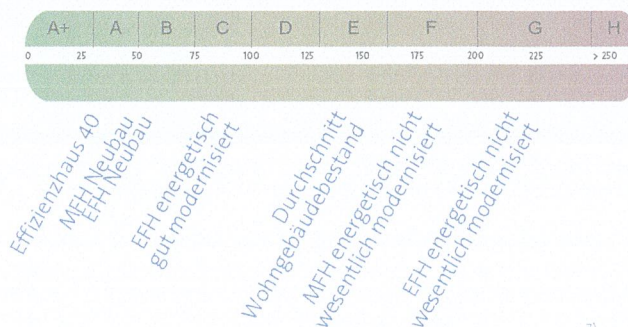 A+ A B C D E F G H
0 25 50 75 100 125 150 175 200 225 > 250
Effizienzhaus 40
MFH Neubau
EFH Neubau
EFH energetisch
gut modernisiert
Durchschnitt
Wohngebäudebestand
MFH energetisch nicht
wesentlich modernisiert
EFH energetisch nicht
wesentlich modernisiert